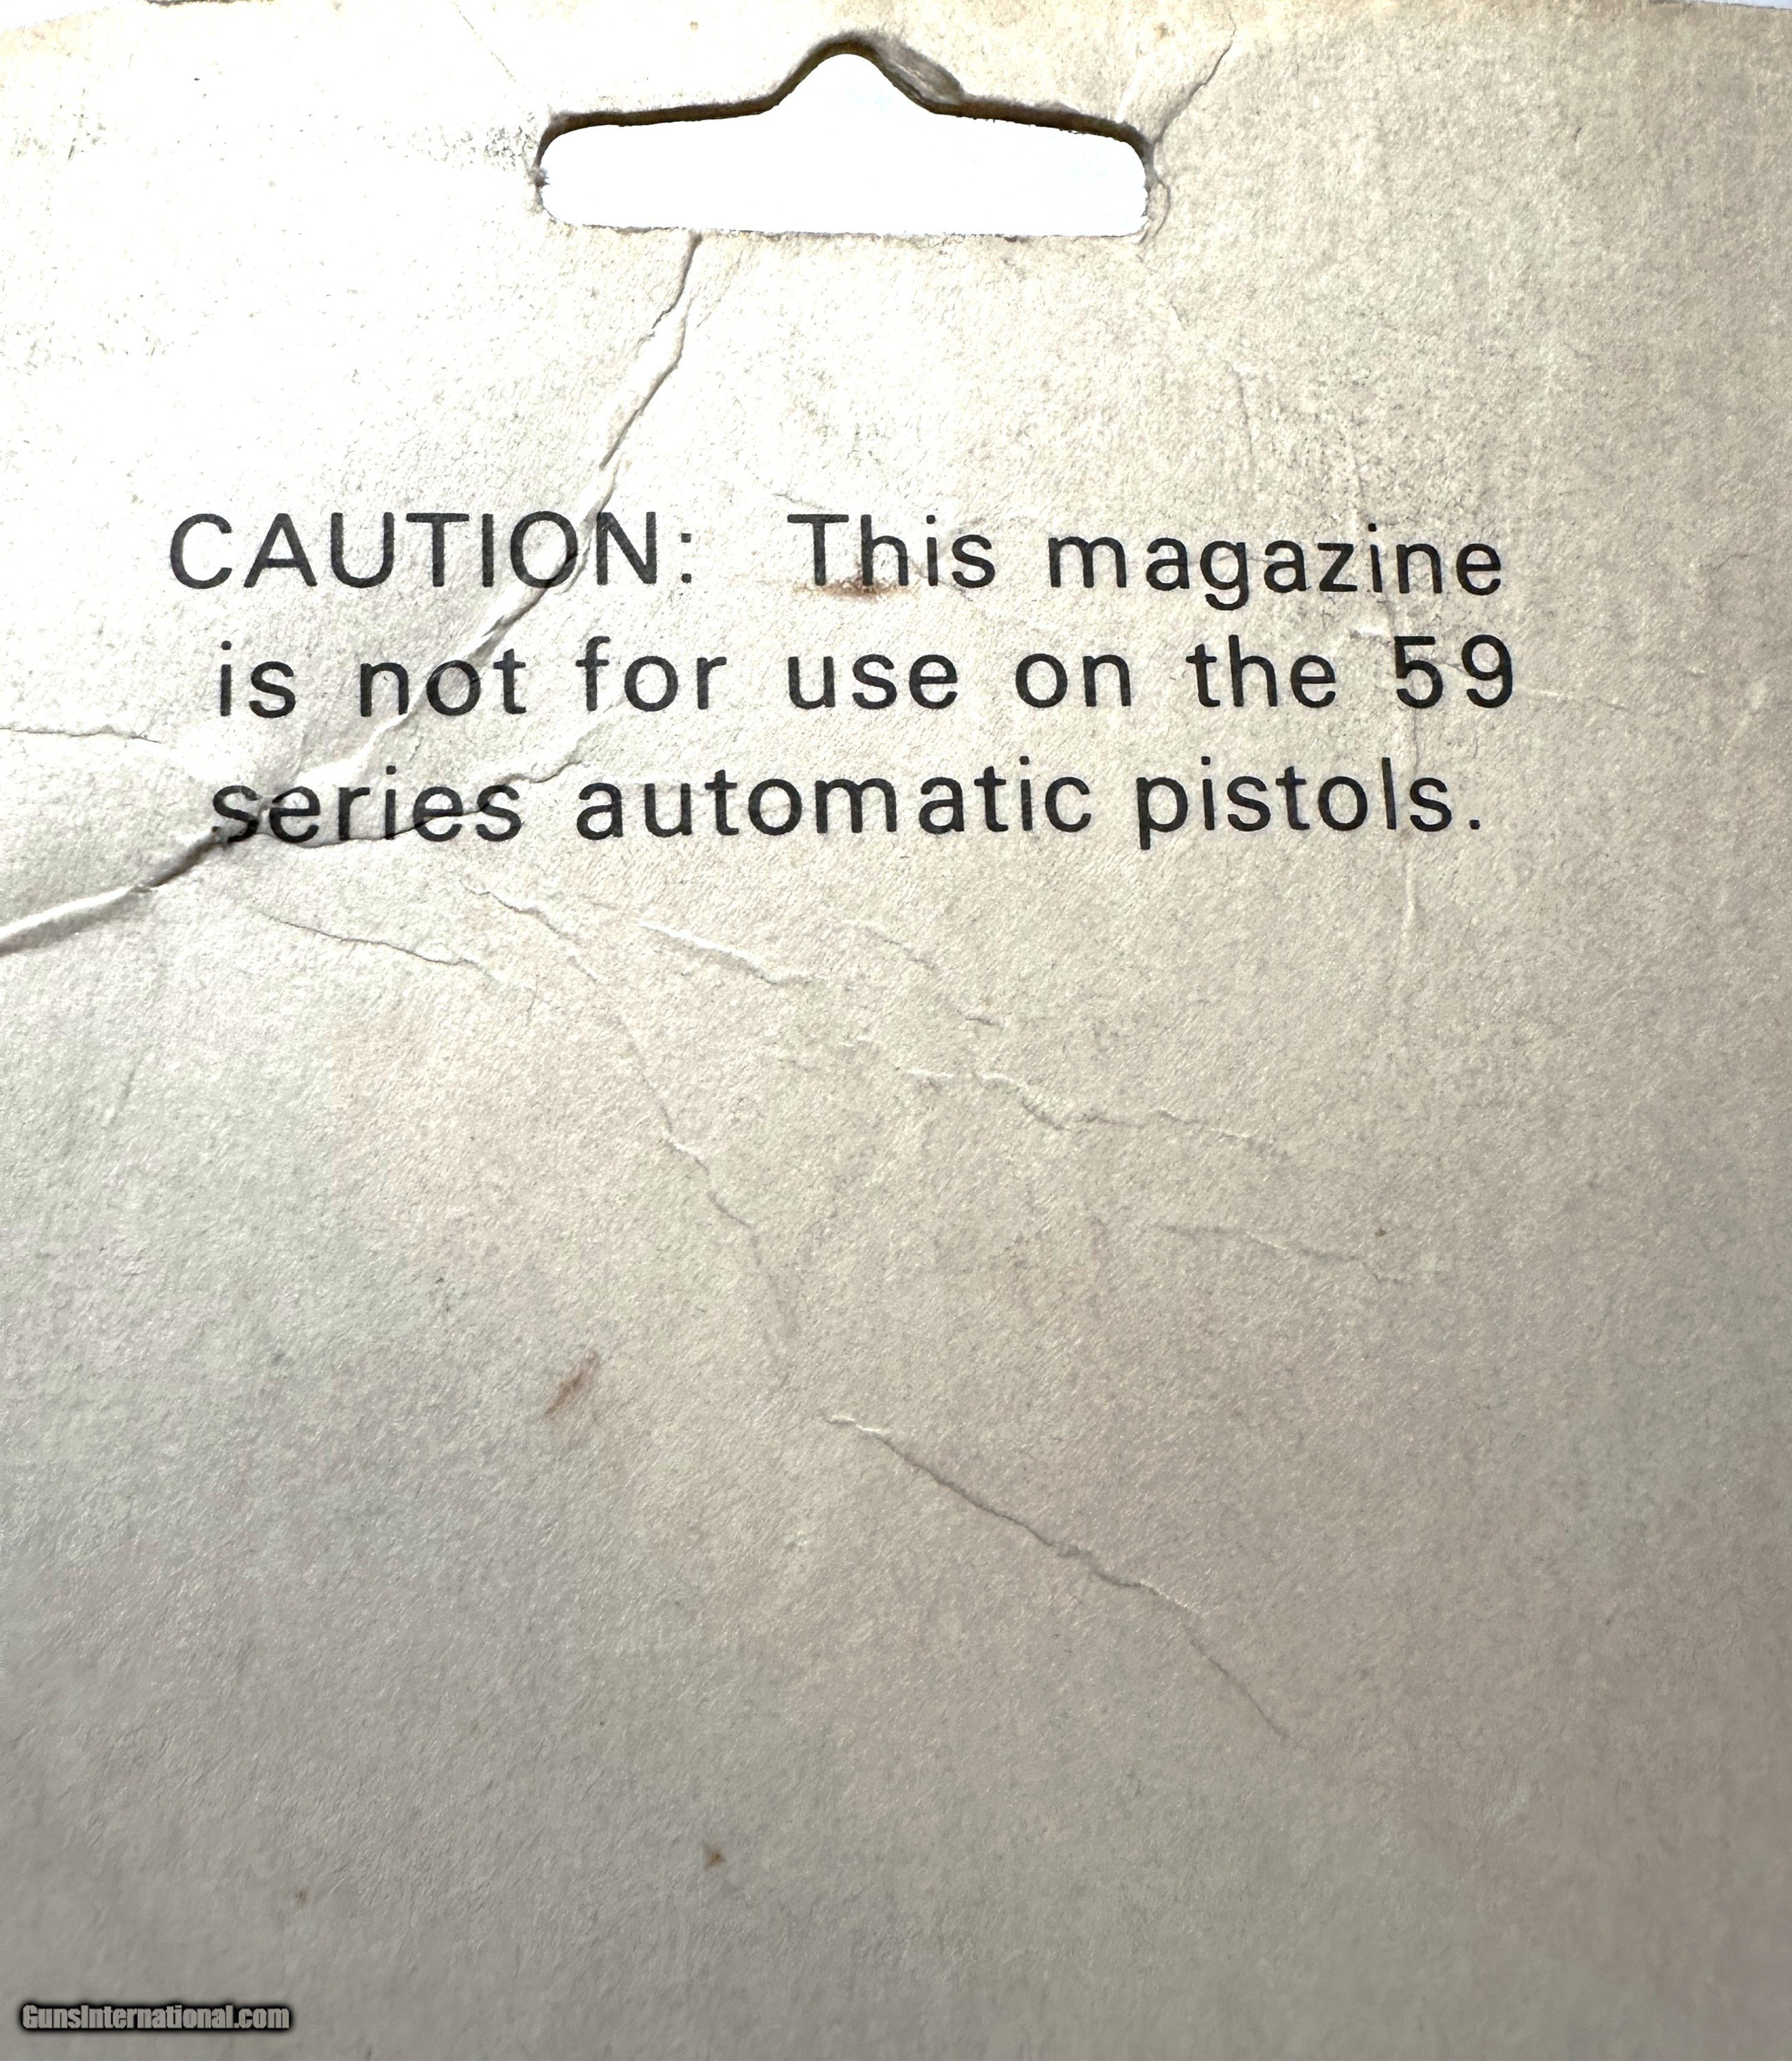 CAUTION: This magazine
is not for use on the 59
series automatic pistols.
GunsInternational.com